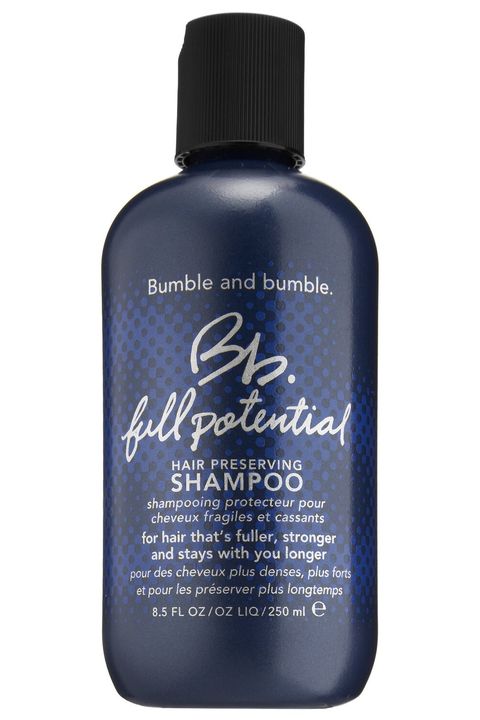 Bumble and bumble.
Bb.
full potential
HAIR PRESERVING
SHAMPOO
shampooing protecteur pour
cheveux fragiles et cassants
for hair that's fuller, stronger
and stays with you longer
pour des cheveux plus denses, plus forts
et pour les préserver plus longtemps
8.5 FL OZ/OZ LIQ/250 ml ℮